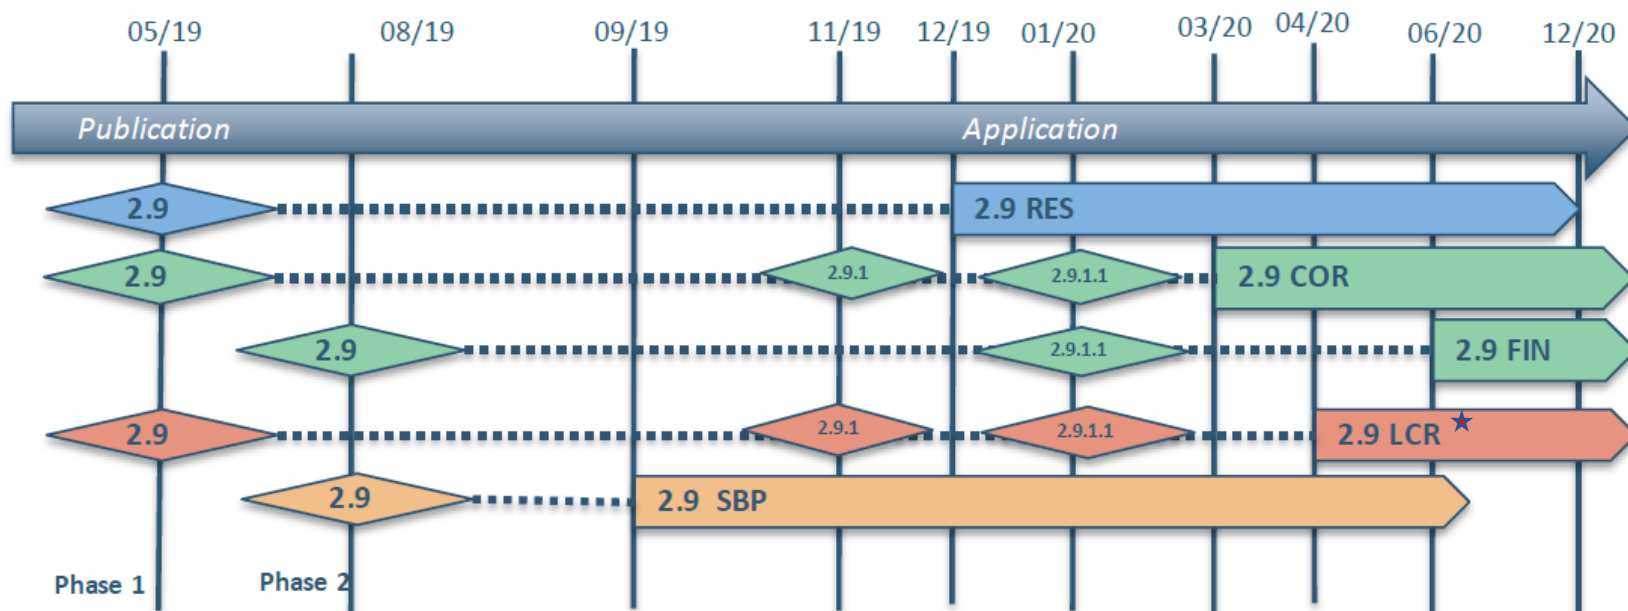 05/19 08/19 09/19 11/19 12/19 01/20 03/20 04/20 06/20 12/20
Publication Application
2.9 2.9 RES
2.9 2.9.1 2.9.1.1 2.9 COR
2.9 2.9.1.1 2.9 FIN
2.9 2.9.1 2.9.1.1 2.9 LCR
2.9 2.9 SBP
Phase 1 Phase 2